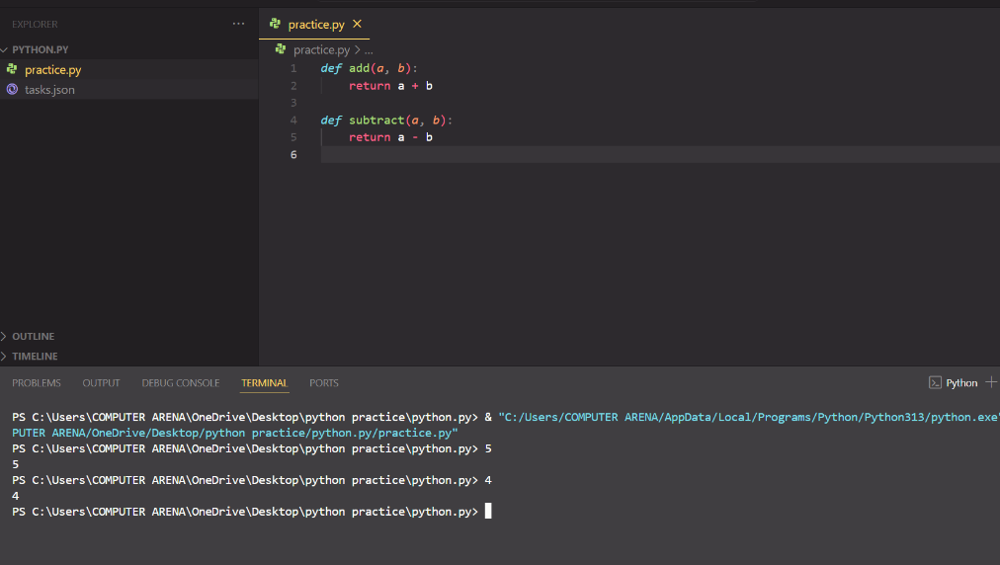 EXPLORER ...
PYTHON.PY
practice.py
tasks.json
OUTLINE
TIMELINE
practice.py
practice.py > ...
1 def add(a, b):
2 return a + b
3
4 def subtract(a, b):
5 return a - b
6
PROBLEMS OUTPUT DEBUG CONSOLE TERMINAL PORTS Python
PS C:\Users\COMPUTER ARENA\OneDrive\Desktop\python practice\python.py> & "C:/Users/COMPUTER ARENA/AppData/Local/Programs/Python/Python313/python.exe"
PUTER ARENA/OneDrive/Desktop/python practice/python.py/practice.py"
PS C:\Users\COMPUTER ARENA\OneDrive\Desktop\python practice\python.py> 5
5
PS C:\Users\COMPUTER ARENA\OneDrive\Desktop\python practice\python.py> 4
4
PS C:\Users\COMPUTER ARENA\OneDrive\Desktop\python practice\python.py>